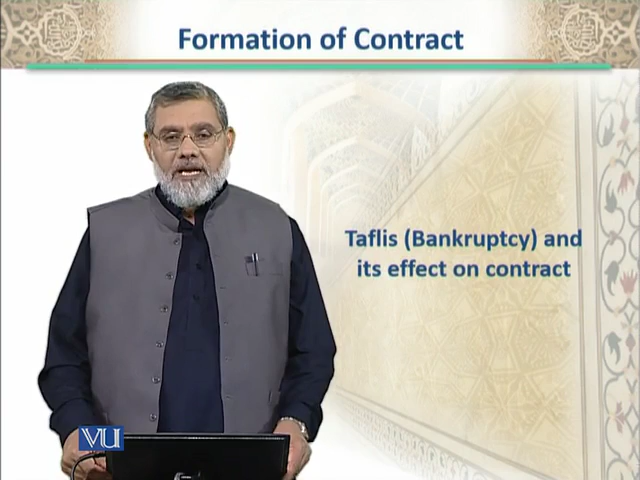 Formation of Contract
Taflis (Bankruptcy) and
its effect on contract
VU